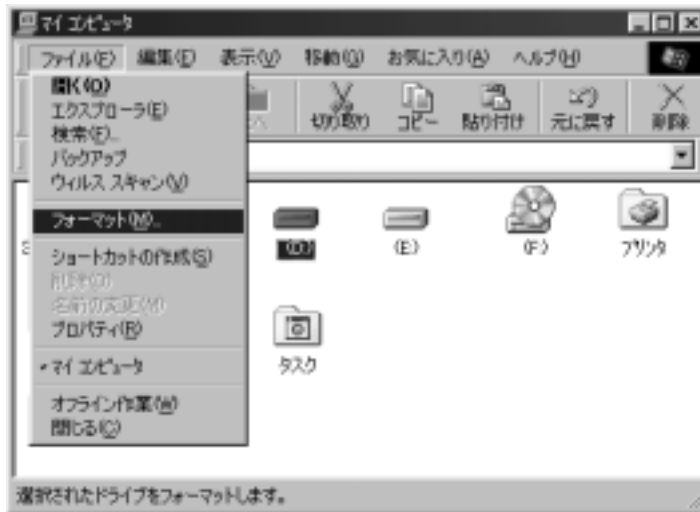 マイ コンピュータ
ファイル(F) 編集(E) 表示(V) 移動(G) お気に入り(A) ヘルプ(H)
切り取り コピー 貼り付け 元に戻す 削除
開く(O)
エクスプローラ(E)
検索(F)...
バックアップ
ウィルス スキャン(V)
フォーマット(M)...
ショートカットの作成(S)
削除(D)
名前の変更(M)
プロパティ(R)
マイ コンピュータ
オフライン作業(W)
閉じる(C)
(D:) (E:) (F:) プリンタ
タスク
選択されたドライブをフォーマットします。